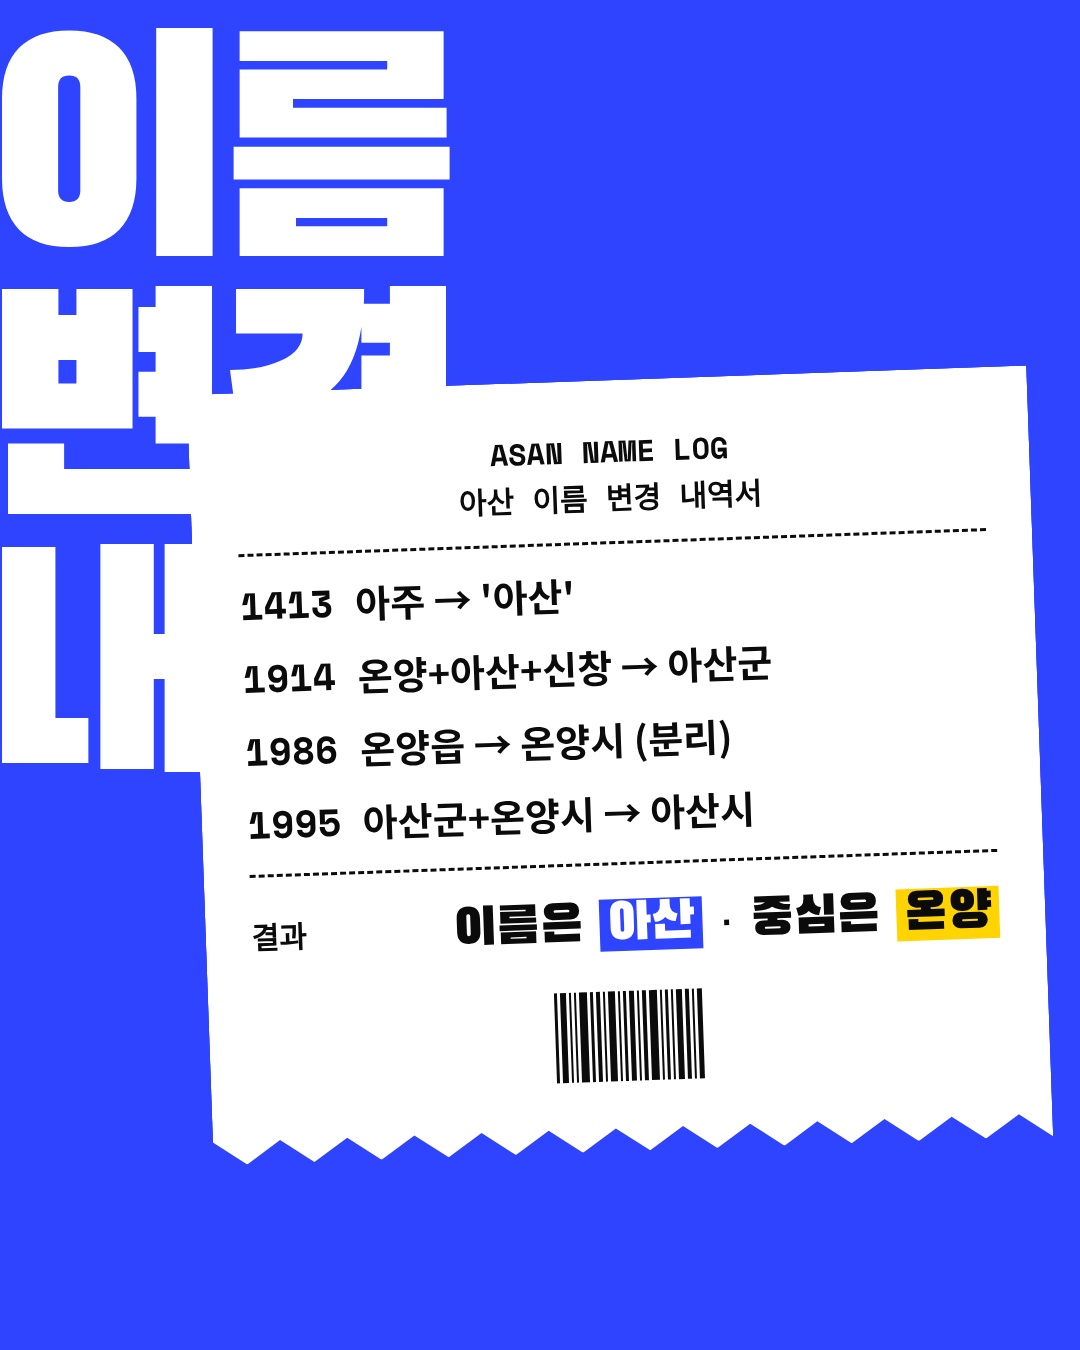 이름
변경
내
ASAN NAME LOG
아산 이름 변경 내역서
1413 아주 → '아산'
1914 온양+아산+신창 → 아산군
1986 온양읍 → 온양시 (분리)
1995 아산군+온양시 → 아산시
결과 이름은 아산 · 중심은 온양